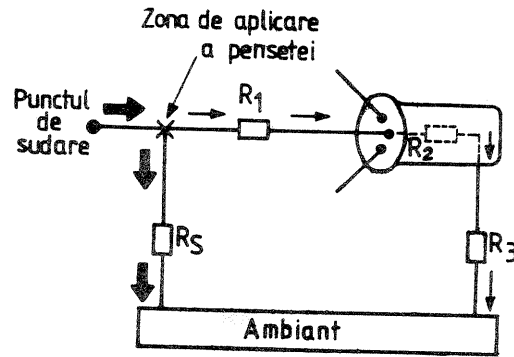 Zona de aplicare
a pensetei
Punctul
de
sudare
R1
R2
RS
R3
Ambiant